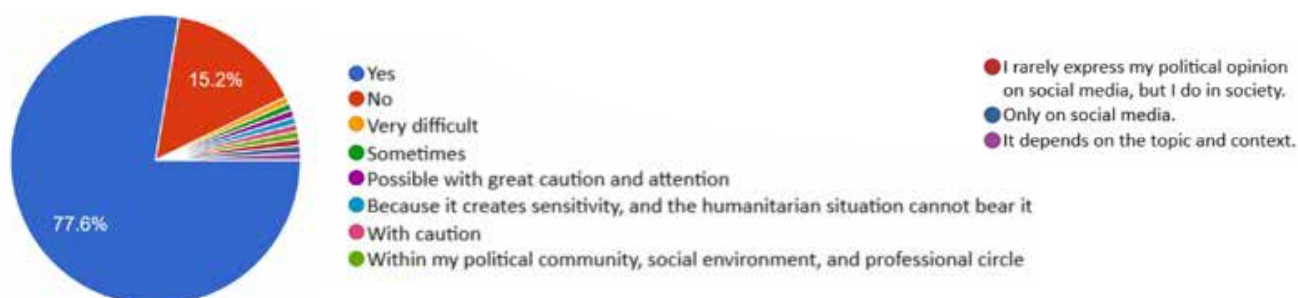 15.2%
77.6%
Yes
No
Very difficult
Sometimes
Possible with great caution and attention
Because it creates sensitivity, and the humanitarian situation cannot bear it
With caution
Within my political community, social environment, and professional circle
I rarely express my political opinion
on social media, but I do in society.
Only on social media.
It depends on the topic and context.